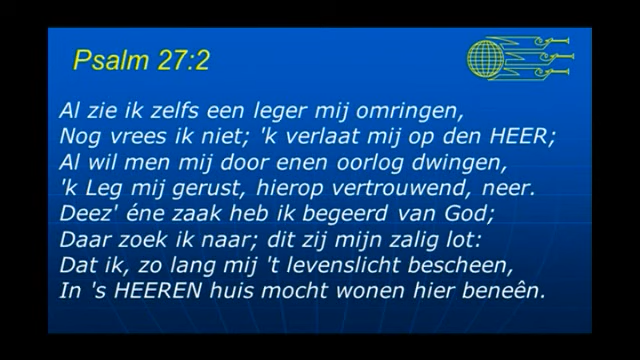 Psalm 27:2
Al zie ik zelfs een leger mij omringen,
Nog vrees ik niet; 'k verlaat mij op den HEER;
Al wil men mij door enen oorlog dwingen,
'k Leg mij gerust, hierop vertrouwend, neer.
Deez' éne zaak heb ik begeerd van God;
Daar zoek ik naar; dit zij mijn zalig lot:
Dat ik, zo lang mij 't levenslicht bescheen,
In 's HEEREN huis mocht wonen hier beneên.